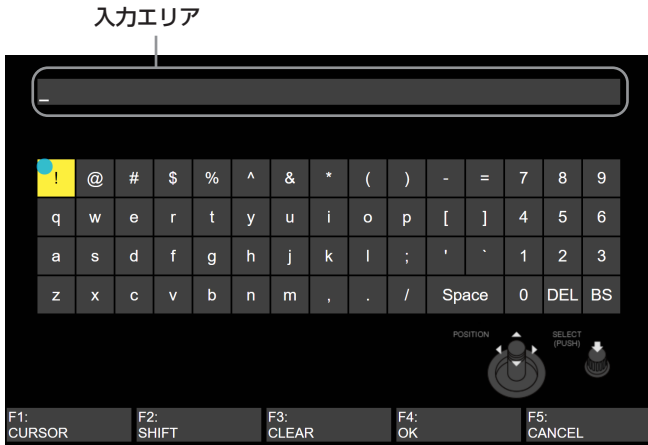 入力エリア
_
! @ # $ % ^ & * ( ) - = 7 8 9
q w e r t y u i o p [ ] 4 5 6
a s d f g h j k l ; ' ` 1 2 3
z x c v b n m , . / Space 0 DEL BS
POSITION SELECT
(PUSH)
F1: F2: F3: F4: F5:
CURSOR SHIFT CLEAR OK CANCEL